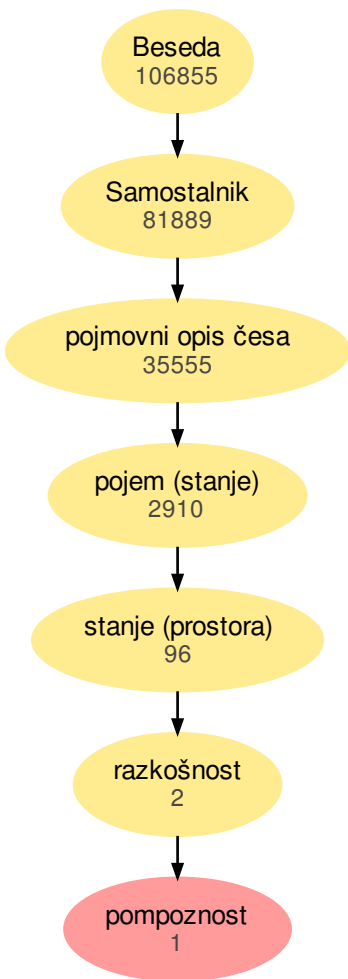 Beseda
106855
Samostalnik
81889
pojmovni opis česa
35555
pojem (stanje)
2910
stanje (prostora)
96
razkošnost
2
pompoznost
1